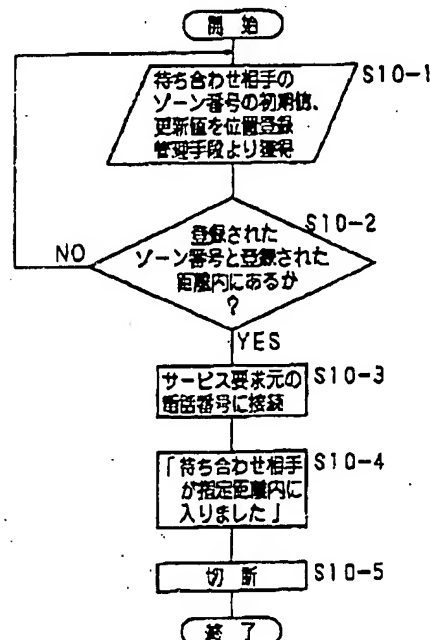 開始
待ち合わせ相手の
S10-1
ゾーン番号の初期値、
更新値を位置登録
管理手段より獲得
S10-2
登録された
NO
ゾーン番号と登録された
距離内にあるか
?
YES
サービス要求元の
S10-3
電話番号に接続
「待ち合わせ相手
S10-4
が指定距離内に
入りました」
切断
S10-5
終了